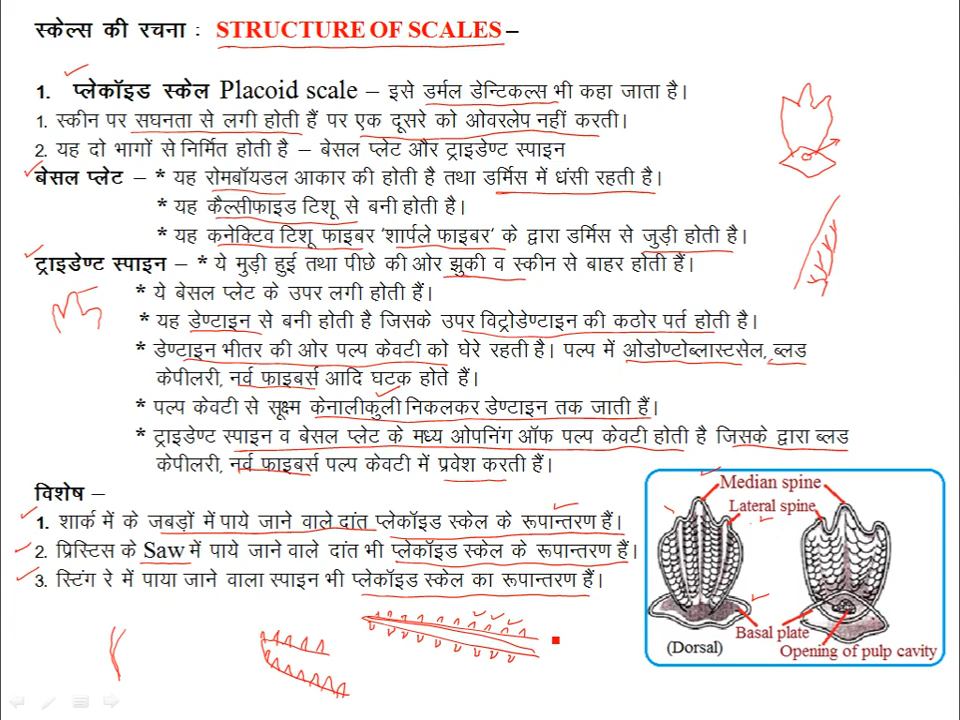 स्केल्स की रचना : STRUCTURE OF SCALES –
1. प्लेकॉइड स्केल Placoid scale – इसे डर्मल डेन्टिकल्स भी कहा जाता है।
1. स्कीन पर सघनता से लगी होती हैं पर एक दूसरे को ओवरलेप नहीं करती।
2. यह दो भागों से निर्मित होती है – बेसल प्लेट और ट्राइडेण्ट स्पाइन
बेसल प्लेट – * यह रोमबॉयडल आकार की होती है तथा डर्मिस में धंसी रहती है।
* यह कैल्सीफाइड टिशू से बनी होती है।
* यह कनेक्टिव टिशू फाइबर ‘शार्पले फाइबर’ के द्वारा डर्मिस से जुड़ी होती है।
ट्राइडेण्ट स्पाइन – * ये मुड़ी हुई तथा पीछे की ओर झुकी व स्कीन से बाहर होती हैं।
* ये बेसल प्लेट के उपर लगी होती हैं।
* यह डेण्टाइन से बनी होती है जिसके उपर विट्रोडेण्टाइन की कठोर पर्त होती है।
* डेण्टाइन भीतर की ओर पल्प केवटी को घेरे रहती है। पल्प में ओडोण्टोब्लास्टसेल, ब्लड
केपीलरी, नर्व फाइबर्स आदि घटक होते हैं।
* पल्प केवटी से सूक्ष्म केनालीकुली निकलकर डेण्टाइन तक जाती हैं।
* ट्राइडेण्ट स्पाइन व बेसल प्लेट के मध्य ओपनिंग ऑफ पल्प केवटी होती है जिसके द्वारा ब्लड
केपीलरी, नर्व फाइबर्स पल्प केवटी में प्रवेश करती हैं।
विशेष –
1. शार्क में के जबड़ों में पाये जाने वाले दांत प्लेकॉइड स्केल के रूपान्तरण हैं।
2. प्रिस्टिस के Saw में पाये जाने वाले दांत भी प्लेकॉइड स्केल के रूपान्तरण हैं।
3. स्टिंग रे में पाया जाने वाला स्पाइन भी प्लेकॉइड स्केल का रूपान्तरण हैं।
Median spine
Lateral spine
Basal plate
(Dorsal)
Opening of pulp cavity